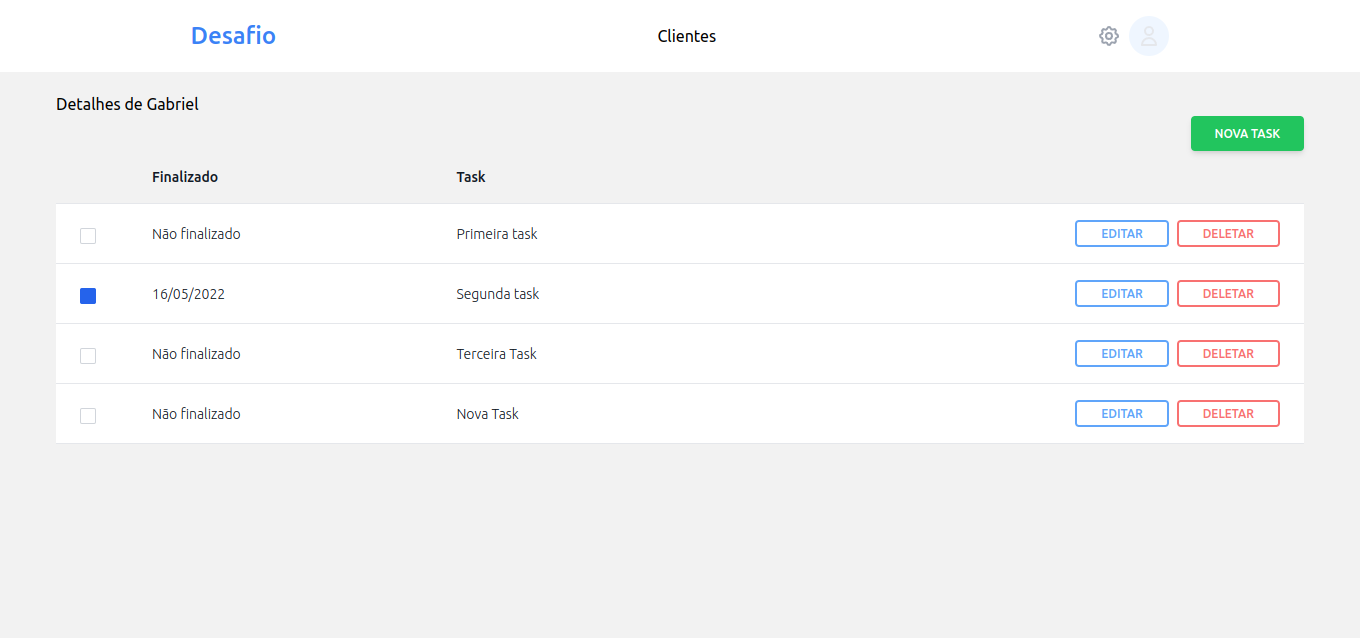 Desafio Clientes
Detalhes de Gabriel
NOVA TASK
Finalizado Task
Não finalizado Primeira task EDITAR DELETAR
16/05/2022 Segunda task EDITAR DELETAR
Não finalizado Terceira Task EDITAR DELETAR
Não finalizado Nova Task EDITAR DELETAR